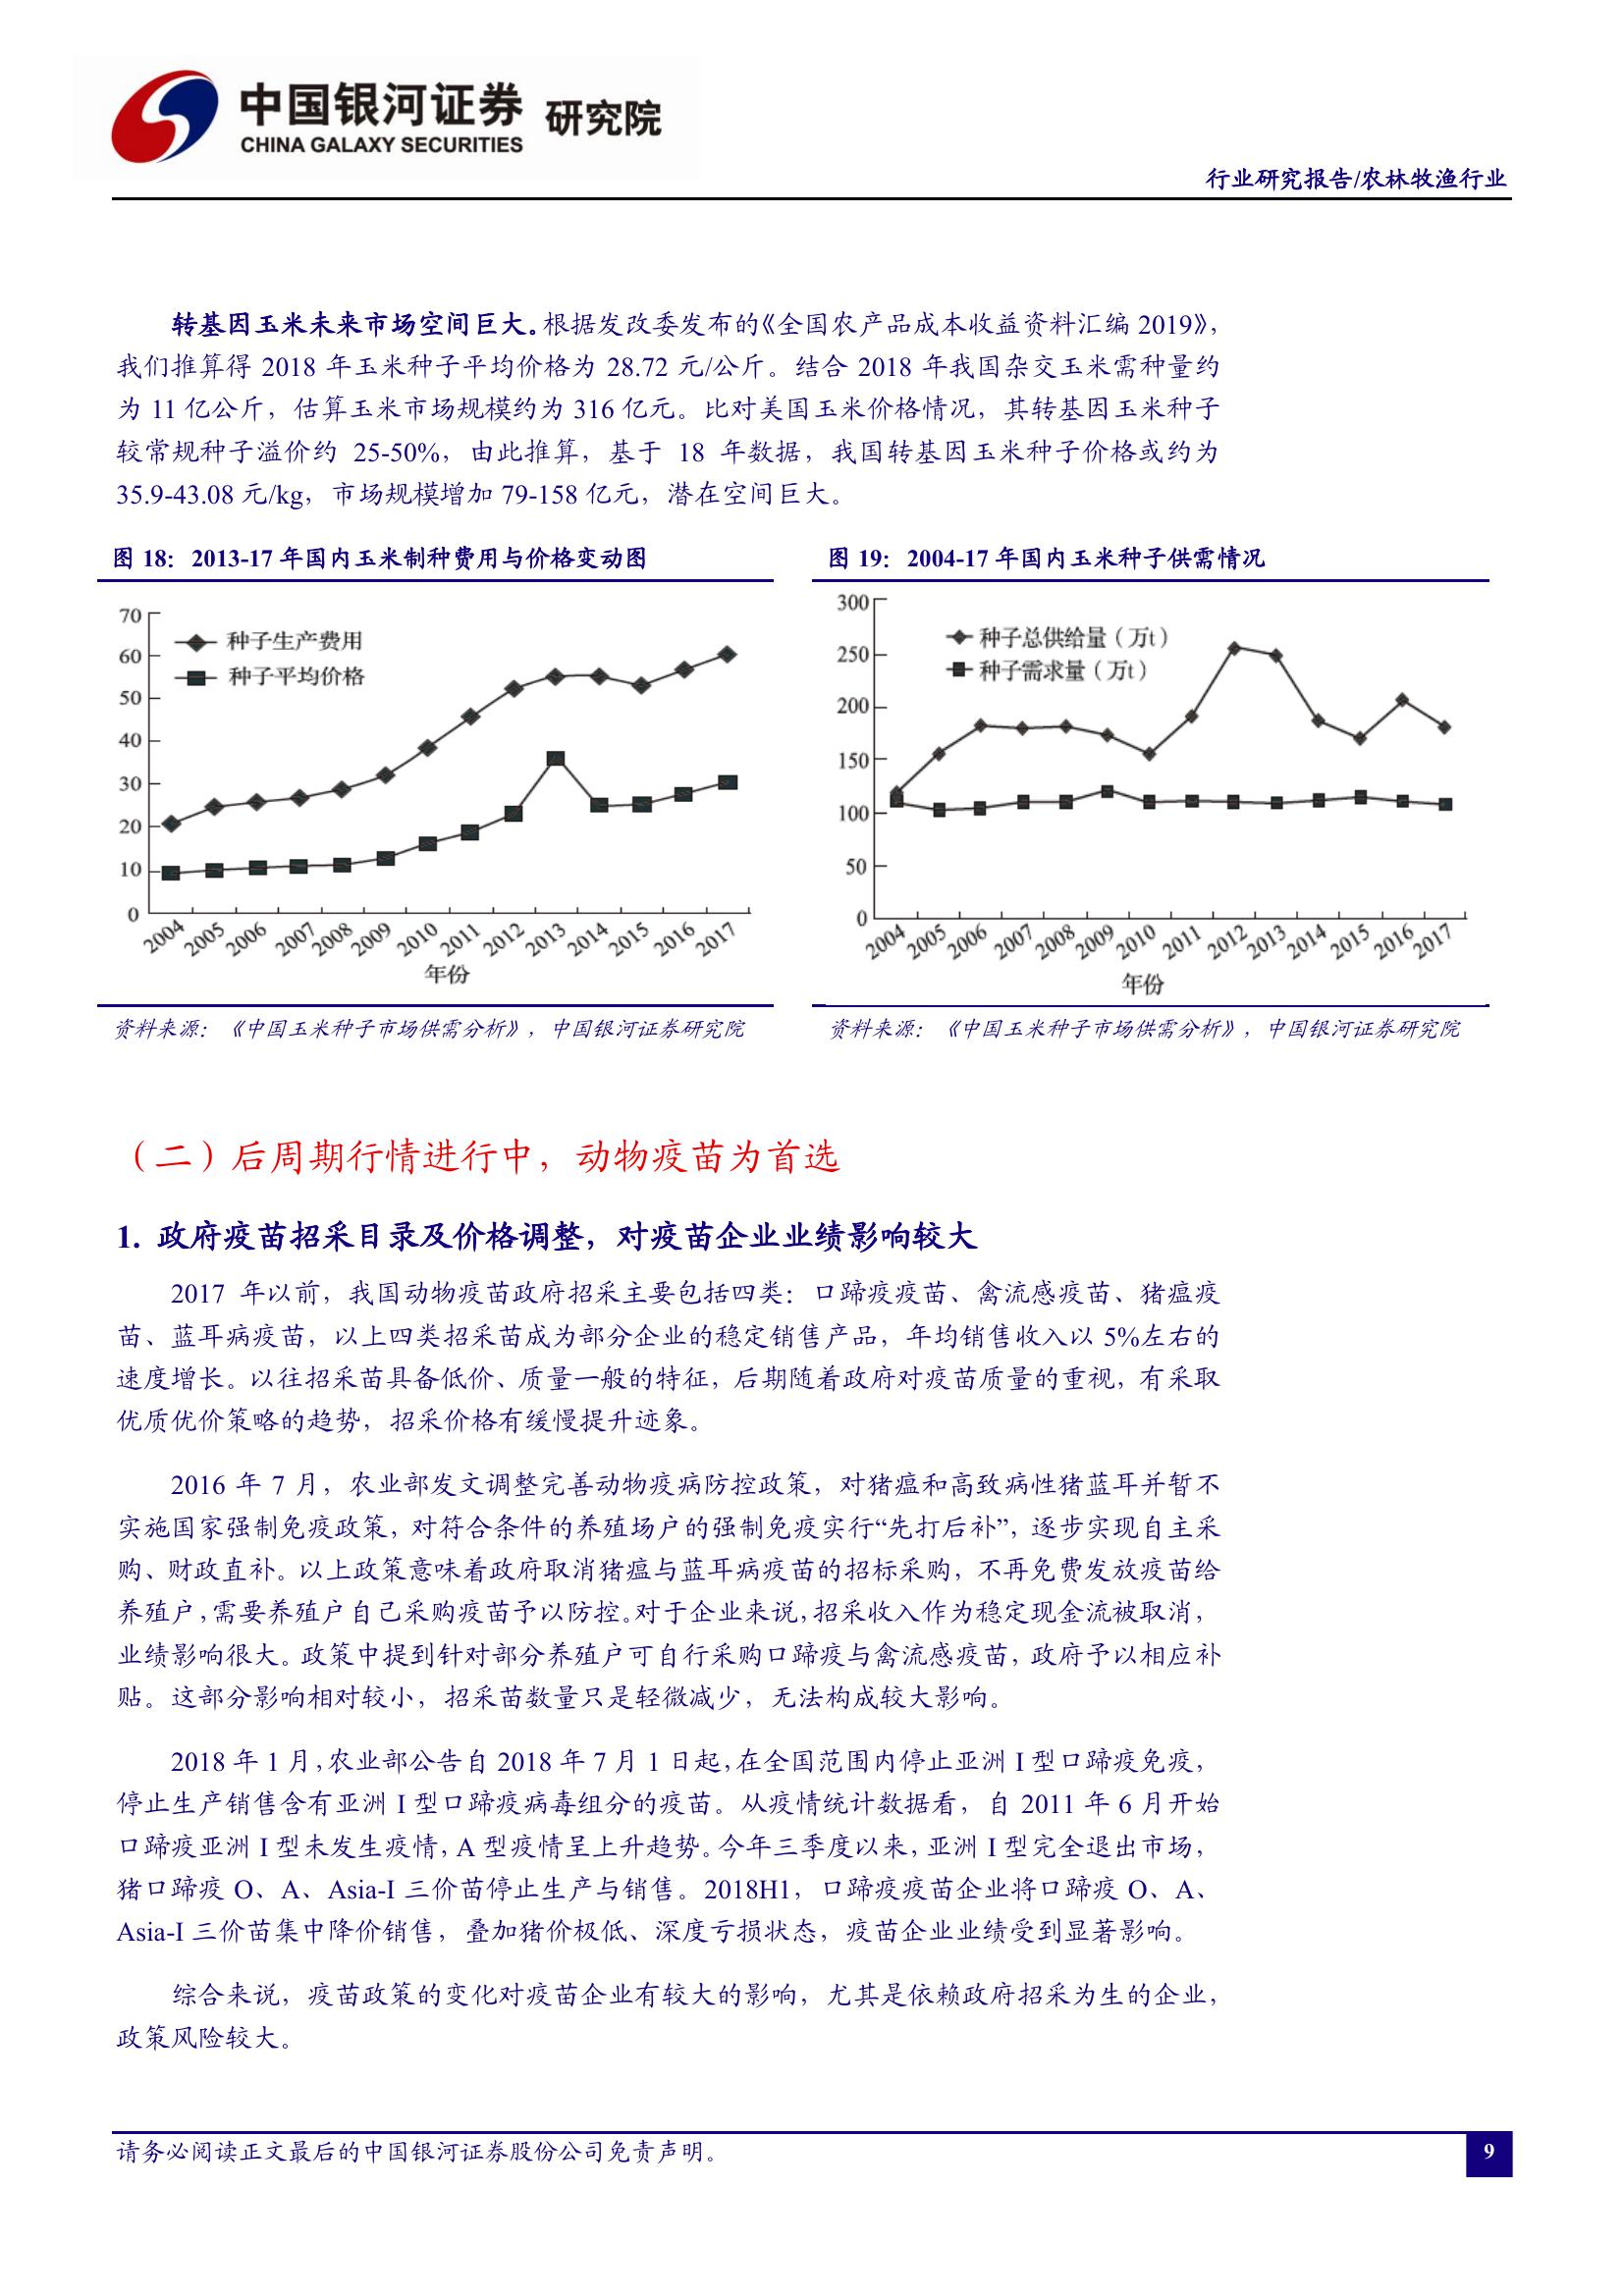 中国银河证券 研究院
CHINA GALAXY SECURITIES
行业研究报告/农林牧渔行业
转基因玉米未来市场空间巨大。根据发改委发布的《全国农产品成本收益资料汇编 2019》，
我们推算得 2018 年玉米种子平均价格为 28.72 元/公斤。结合 2018 年我国杂交玉米需种量约
为 11 亿公斤，估算玉米市场规模约为 316 亿元。比对美国玉米价格情况，其转基因玉米种子
较常规种子溢价约 25-50%，由此推算，基于 18 年数据，我国转基因玉米种子价格或约为
35.9-43.08 元/kg，市场规模增加 79-158 亿元，潜在空间巨大。
图 18：2013-17 年国内玉米制种费用与价格变动图
70
60
50
40
30
20
10
0
种子生产费用
种子平均价格
2004 2005 2006 2007 2008 2009 2010 2011 2012 2013 2014 2015 2016 2017
年份
资料来源：《中国玉米种子市场供需分析》，中国银河证券研究院
图 19：2004-17 年国内玉米种子供需情况
300
250
200
150
100
50
0
种子总供给量（万t）
种子需求量（万t）
2004 2005 2006 2007 2008 2009 2010 2011 2012 2013 2014 2015 2016 2017
年份
资料来源：《中国玉米种子市场供需分析》，中国银河证券研究院
（二）后周期行情进行中，动物疫苗为首选
1. 政府疫苗招采目录及价格调整，对疫苗企业业绩影响较大
2017 年以前，我国动物疫苗政府招采主要包括四类：口蹄疫疫苗、禽流感疫苗、猪瘟疫
苗、蓝耳病疫苗，以上四类招采苗成为部分企业的稳定销售产品，年均销售收入以 5%左右的
速度增长。以往招采苗具备低价、质量一般的特征，后期随着政府对疫苗质量的重视，有采取
优质优价策略的趋势，招采价格有缓慢提升迹象。
2016 年 7 月，农业部发文调整完善动物疫病防控政策，对猪瘟和高致病性猪蓝耳并暂不
实施国家强制免疫政策，对符合条件的养殖场户的强制免疫实行“先打后补”，逐步实现自主采
购、财政直补。以上政策意味着政府取消猪瘟与蓝耳病疫苗的招标采购，不再免费发放疫苗给
养殖户，需要养殖户自己采购疫苗予以防控。对于企业来说，招采收入作为稳定现金流被取消，
业绩影响很大。政策中提到针对部分养殖户可自行采购口蹄疫与禽流感疫苗，政府予以相应补
贴。这部分影响相对较小，招采苗数量只是轻微减少，无法构成较大影响。
2018 年 1 月，农业部公告自 2018 年 7 月 1 日起，在全国范围内停止亚洲 I 型口蹄疫免疫，
停止生产销售含有亚洲 I 型口蹄疫病毒组分的疫苗。从疫情统计数据看，自 2011 年 6 月开始
口蹄疫亚洲 I 型未发生疫情，A 型疫情呈上升趋势。今年三季度以来，亚洲 I 型完全退出市场，
猪口蹄疫 O、A、Asia-I 三价苗停止生产与销售。2018H1，口蹄疫疫苗企业将口蹄疫 O、A、
Asia-I 三价苗集中降价销售，叠加猪价极低、深度亏损状态，疫苗企业业绩受到显著影响。
综合来说，疫苗政策的变化对疫苗企业有较大的影响，尤其是依赖政府招采为生的企业，
政策风险较大。
请务必阅读正文最后的中国银河证券股份公司免责声明。
9